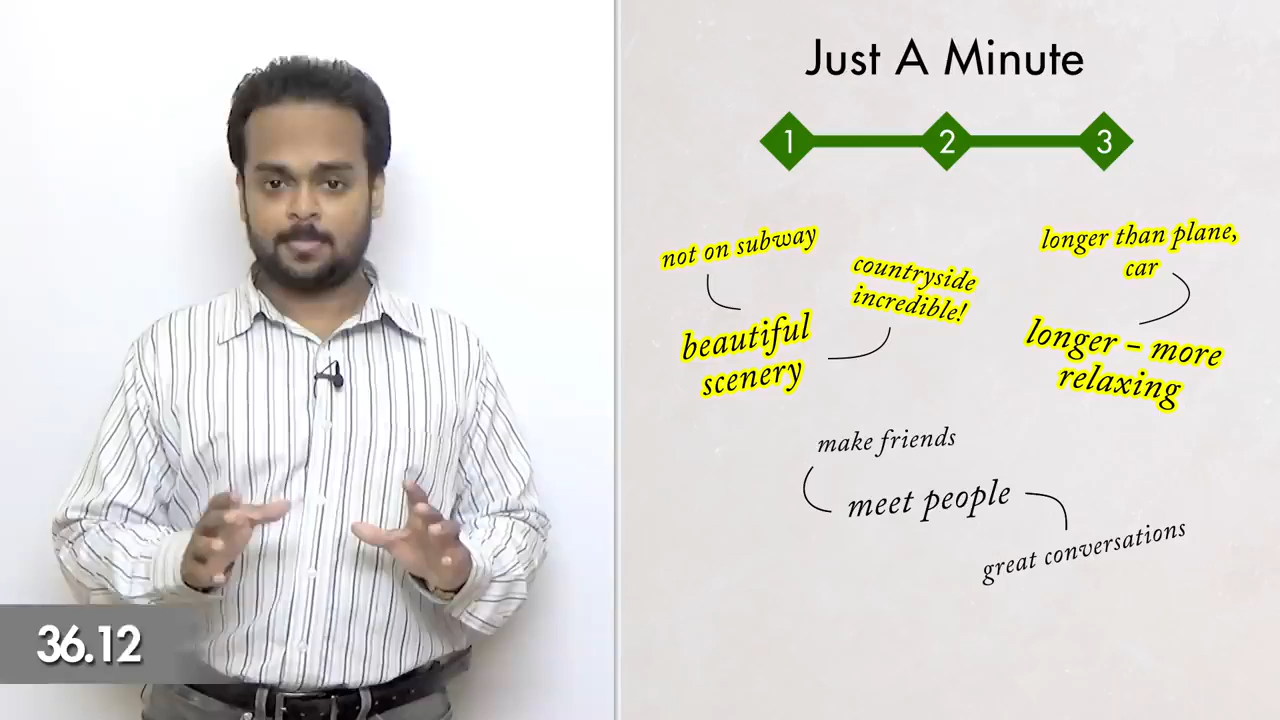 Just A Minute
1 2 3
not on subway
countryside
incredible!
beautiful
scenery
longer than plane,
car
longer – more
relaxing
make friends
meet people
great conversations
36.12